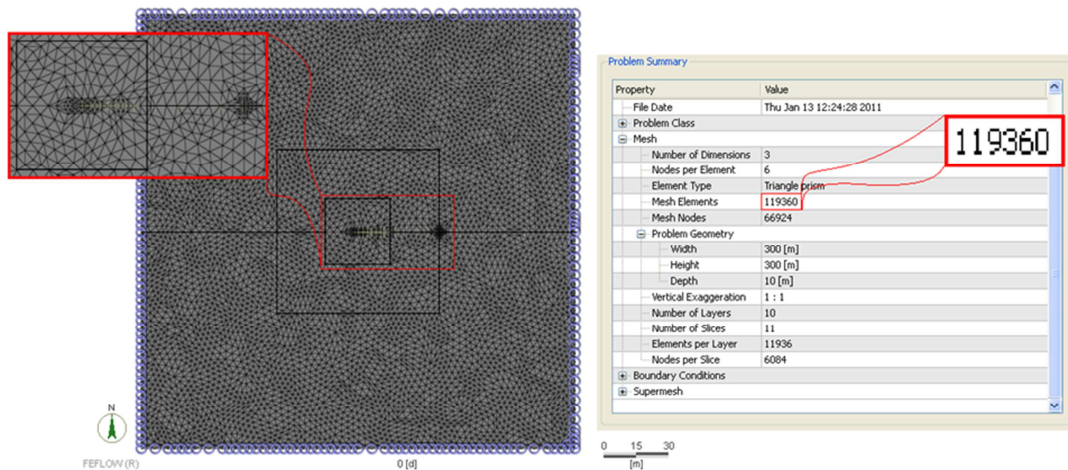 Problem Summary
Property Value
File Date Thu Jan 13 12:24:28 2011
Problem Class
Mesh
Number of Dimensions 3
Nodes per Element 6
Element Type Triangle prism
Mesh Elements 119360
119360
Mesh Nodes 66924
Problem Geometry
Width 300 [m]
Height 300 [m]
Depth 10 [m]
Vertical Exaggeration 1 : 1
Number of Layers 10
Number of Slices 11
Elements per Layer 11936
Nodes per Slice 6084
Boundary Conditions
Supermesh
N
FEFLOW (R) 0 [d]
0 15 30
[m]